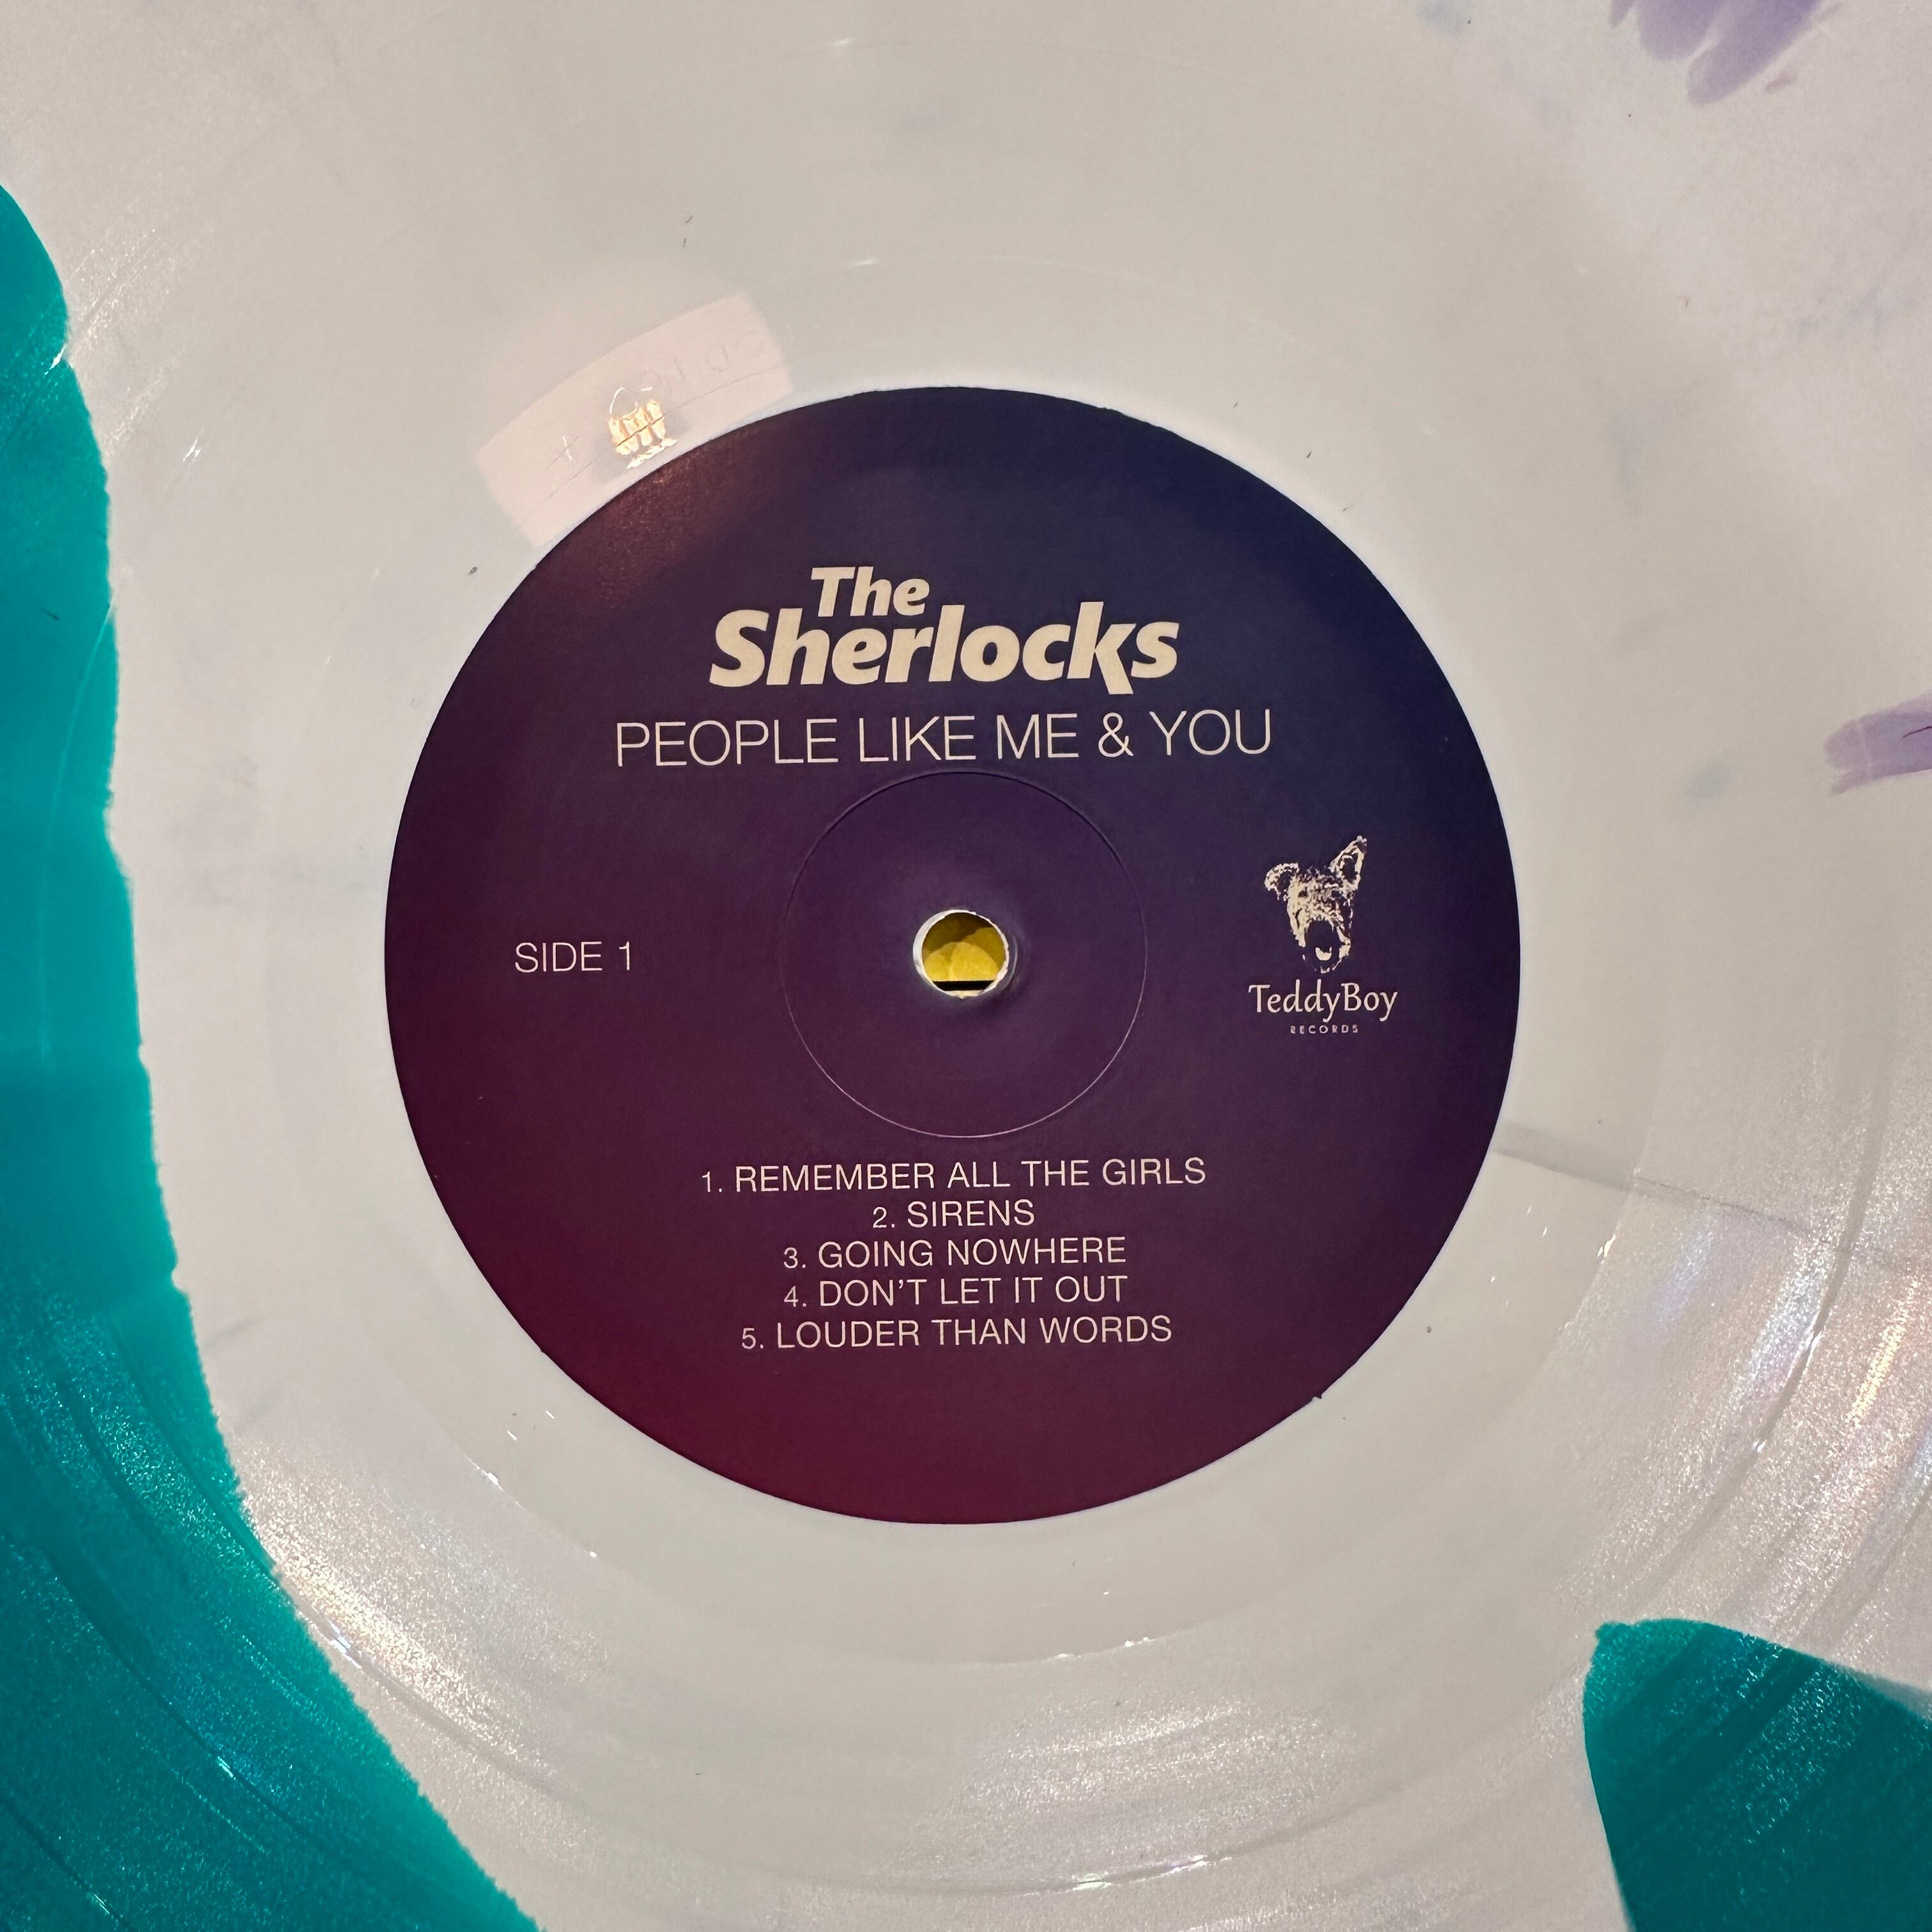 The
Sherlocks
PEOPLE LIKE ME & YOU
SIDE 1
TeddyBoy
RECORDS
1. REMEMBER ALL THE GIRLS
2. SIRENS
3. GOING NOWHERE
4. DON'T LET IT OUT
5. LOUDER THAN WORDS